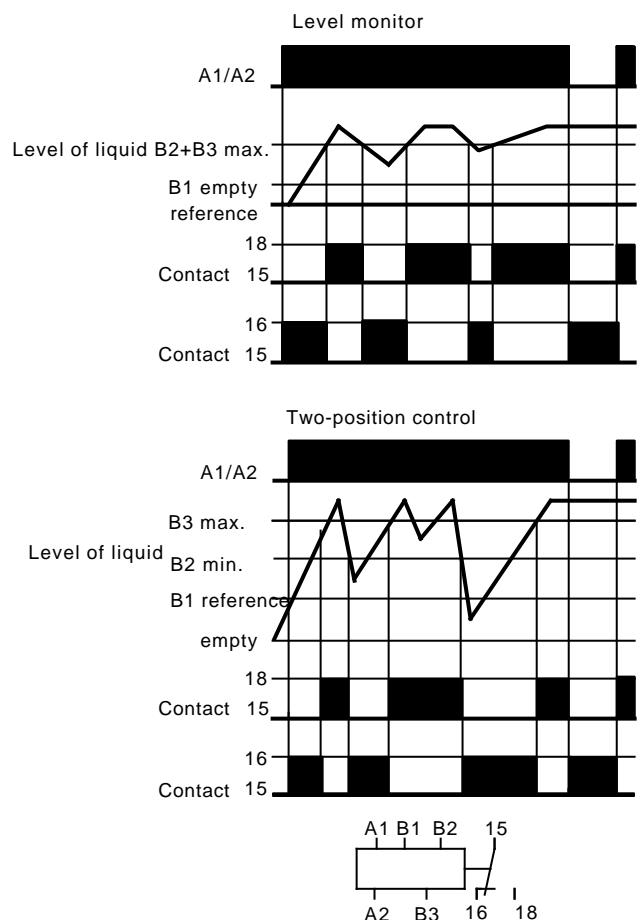 Level monitor
A1/A2
Level of liquid B2+B3 max.
B1 empty
reference
18
Contact 15
16
Contact 15
Two-position control
A1/A2
B3 max.
Level of liquid
B2 min.
B1 reference
empty
18
Contact 15
16
Contact 15
A1 B1 B2 15
A2 B3 16 18